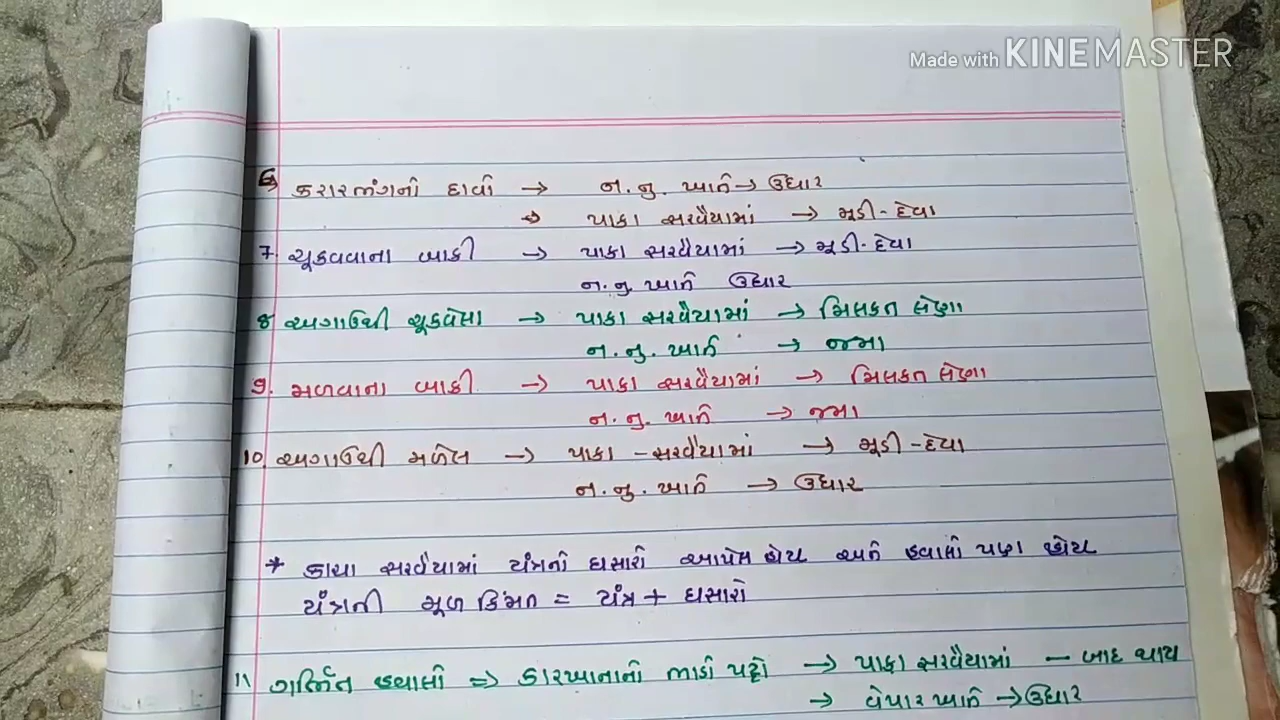 Made with KINEMASTER
6, કરારભંગનો દાવો → ન.નુ. ખાતે → ઉધાર
→ પાકા સરવૈયામાં → મૂડી-દેવા
7. ચૂકવવાના બાકી → પાકા સરવૈયામાં → મૂડી-દેવા
ન.નુ ખાતે ઉધાર
8. અગાઉથી ચૂકવેલા → પાકા સરવૈયામાં → મિલકત લેણા
ન.નુ. ખાતે → જમા
9. મળવાના બાકી → પાકા સરવૈયામાં → મિલકત લેણા
ન.નુ. ખાતે → જમા
10 અગાઉથી મળેલ → પાકા -સરવૈયામાં → મૂડી-દેવા
ન.નુ. ખાતે → ઉધાર
* કાચા સરવૈયામાં યંત્રનો ઘસારો આપેલ હોય અને હવાલો પણ હોય
યંત્રની મૂળ કિંમત = યંત્ર + ઘસારો
11 ગર્ભિત હવાલો ⇒ કારખાનાનો ભાડા પટ્ટો → પાકા સરવૈયામાં – બાદ થાય
→ વેપાર ખાતે → ઉધાર